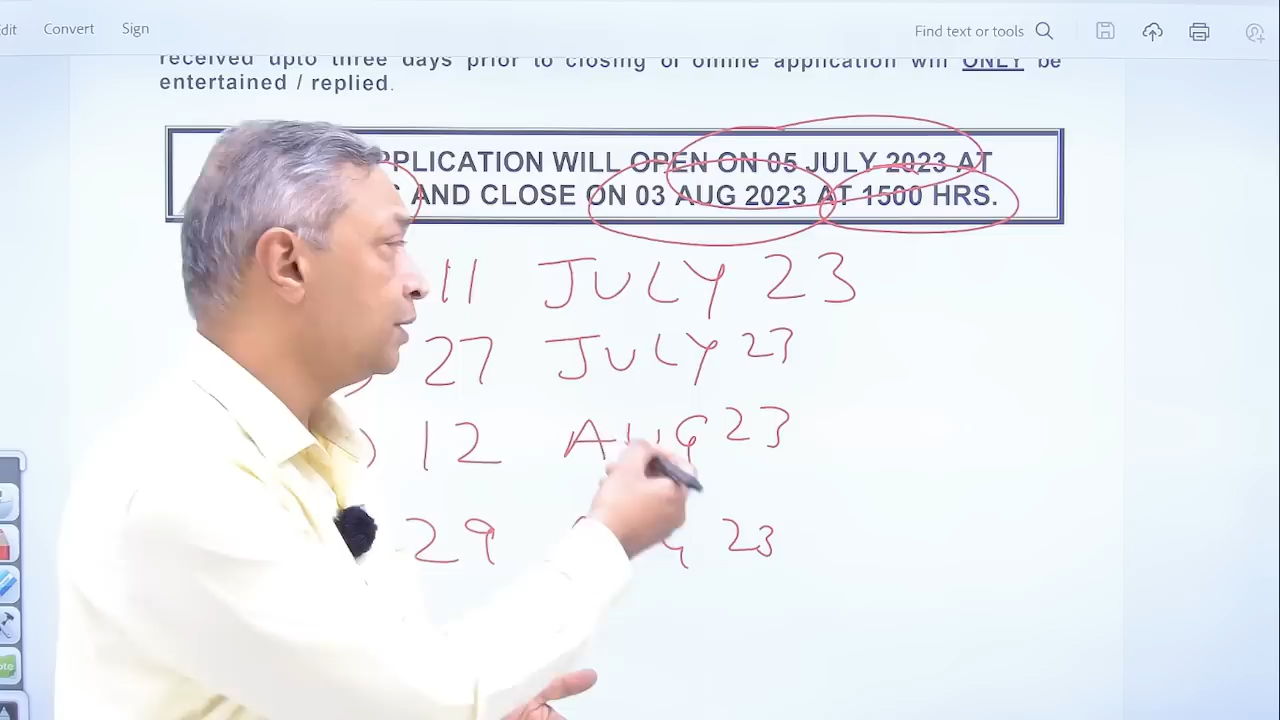 Edit Convert Sign Find text or tools
received upto three days prior to closing of online application will ONLY be
entertained / replied.
APPLICATION WILL OPEN ON 05 JULY 2023 AT
AND CLOSE ON 03 AUG 2023 AT 1500 HRS.
11 JULY 23
27 JULY 23
12 AUG 23
29 23